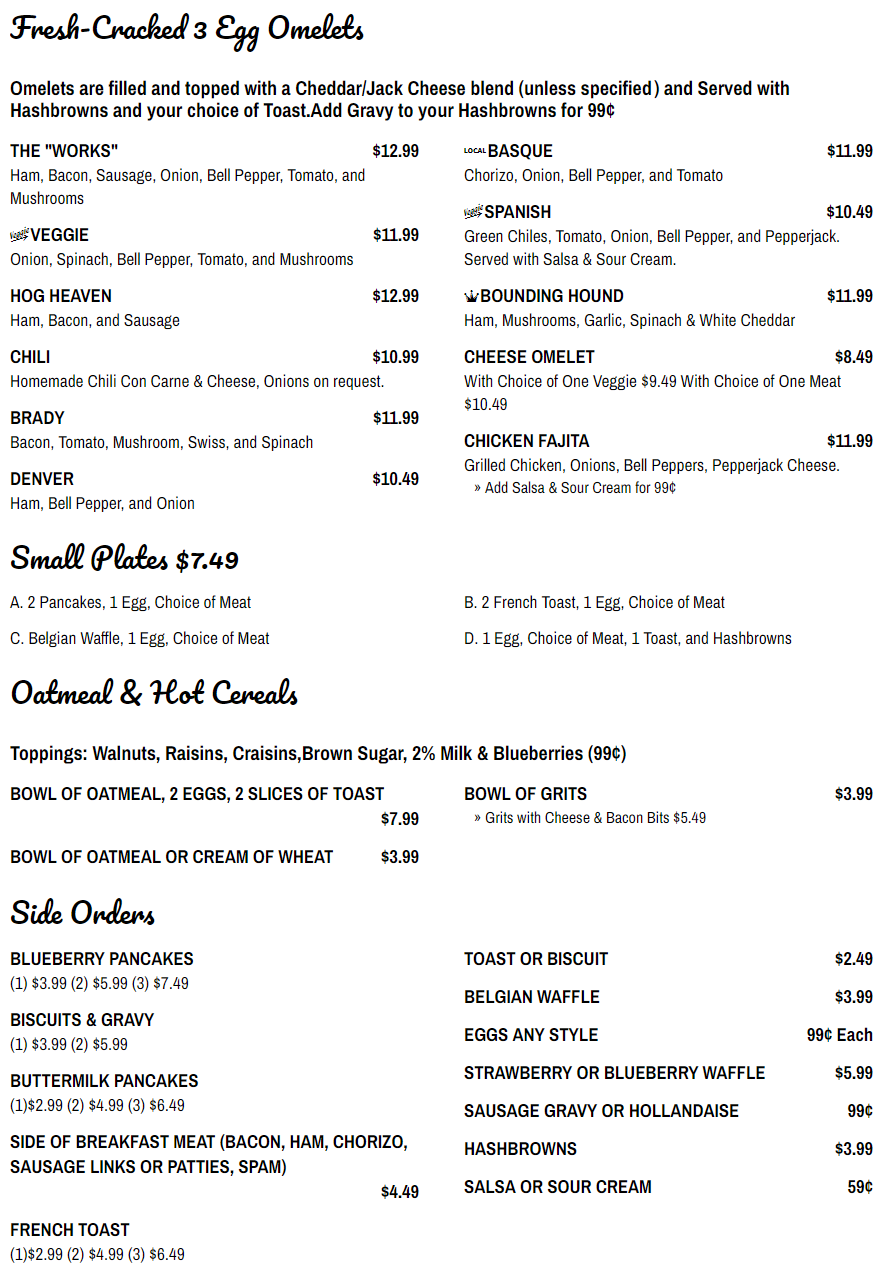 Fresh-Cracked 3 Egg Omelets
Omelets are filled and topped with a Cheddar/Jack Cheese blend (unless specified) and Served with
Hashbrowns and your choice of Toast.Add Gravy to your Hashbrowns for 99¢
THE "WORKS" $12.99
Ham, Bacon, Sausage, Onion, Bell Pepper, Tomato, and
Mushrooms
VEGGIE $11.99
Onion, Spinach, Bell Pepper, Tomato, and Mushrooms
HOG HEAVEN $12.99
Ham, Bacon, and Sausage
CHILI $10.99
Homemade Chili Con Carne & Cheese, Onions on request.
BRADY $11.99
Bacon, Tomato, Mushroom, Swiss, and Spinach
DENVER $10.49
Ham, Bell Pepper, and Onion
LOCAL BASQUE $11.99
Chorizo, Onion, Bell Pepper, and Tomato
SPANISH $10.49
Green Chiles, Tomato, Onion, Bell Pepper, and Pepperjack.
Served with Salsa & Sour Cream.
BOUNDING HOUND $11.99
Ham, Mushrooms, Garlic, Spinach & White Cheddar
CHEESE OMELET $8.49
With Choice of One Veggie $9.49 With Choice of One Meat
$10.49
CHICKEN FAJITA $11.99
Grilled Chicken, Onions, Bell Peppers, Pepperjack Cheese.
» Add Salsa & Sour Cream for 99¢
Small Plates $7.49
A. 2 Pancakes, 1 Egg, Choice of Meat
B. 2 French Toast, 1 Egg, Choice of Meat
C. Belgian Waffle, 1 Egg, Choice of Meat
D. 1 Egg, Choice of Meat, 1 Toast, and Hashbrowns
Oatmeal & Hot Cereals
Toppings: Walnuts, Raisins, Craisins,Brown Sugar, 2% Milk & Blueberries (99¢)
BOWL OF OATMEAL, 2 EGGS, 2 SLICES OF TOAST
$7.99
BOWL OF OATMEAL OR CREAM OF WHEAT $3.99
BOWL OF GRITS $3.99
» Grits with Cheese & Bacon Bits $5.49
Side Orders
BLUEBERRY PANCAKES
(1) $3.99 (2) $5.99 (3) $7.49
BISCUITS & GRAVY
(1) $3.99 (2) $5.99
BUTTERMILK PANCAKES
(1)$2.99 (2) $4.99 (3) $6.49
SIDE OF BREAKFAST MEAT (BACON, HAM, CHORIZO,
SAUSAGE LINKS OR PATTIES, SPAM)
$4.49
FRENCH TOAST
(1)$2.99 (2) $4.99 (3) $6.49
TOAST OR BISCUIT $2.49
BELGIAN WAFFLE $3.99
EGGS ANY STYLE 99¢ Each
STRAWBERRY OR BLUEBERRY WAFFLE $5.99
SAUSAGE GRAVY OR HOLLANDAISE 99¢
HASHBROWNS $3.99
SALSA OR SOUR CREAM 59¢